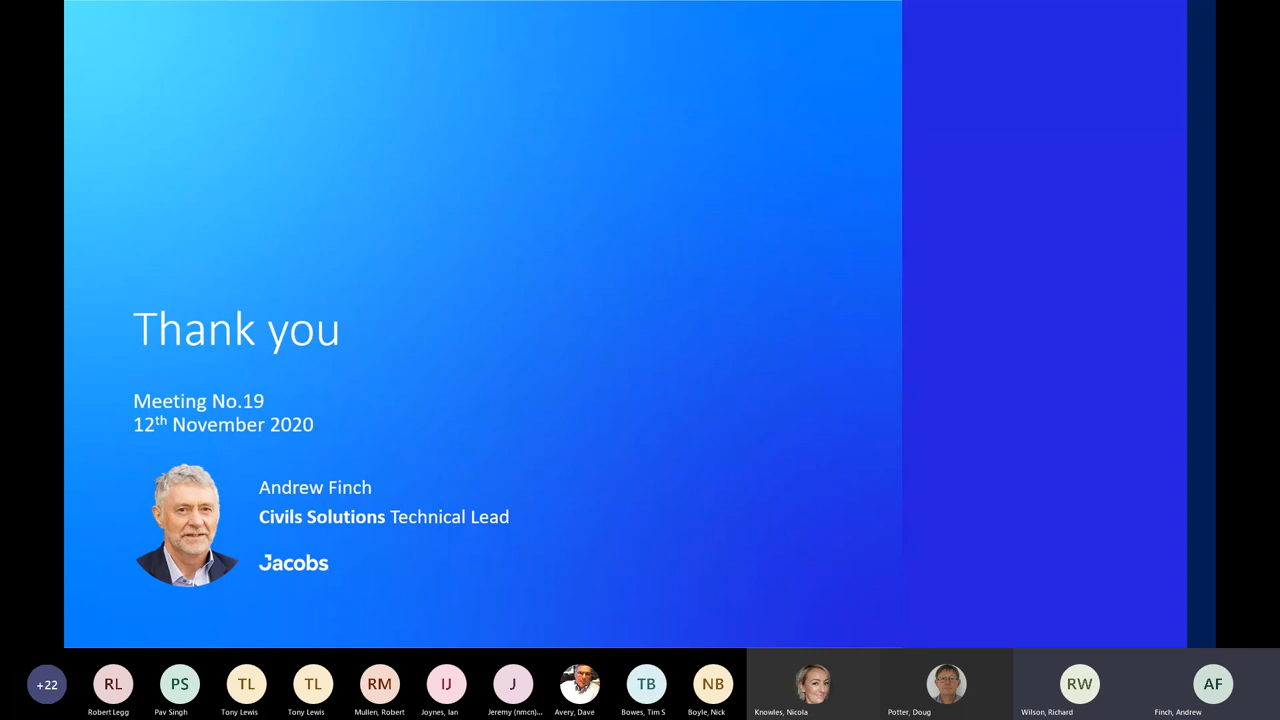 Thank you
Meeting No.19
12th November 2020
Andrew Finch
Civils Solutions Technical Lead
Jacobs
+22
RL
PS
TL
TL
RM
IJ
J
TB
NB
RW
AF
Robert Legg
Pav Singh
Tony Lewis
Tony Lewis
Mullen, Robert
Joynes, Ian
Jeremy (nmcn)...
Avery, Dave
Bowes, Tim S
Boyle, Nick
Knowles, Nicola
Potter, Doug
Wilson, Richard
Finch, Andrew